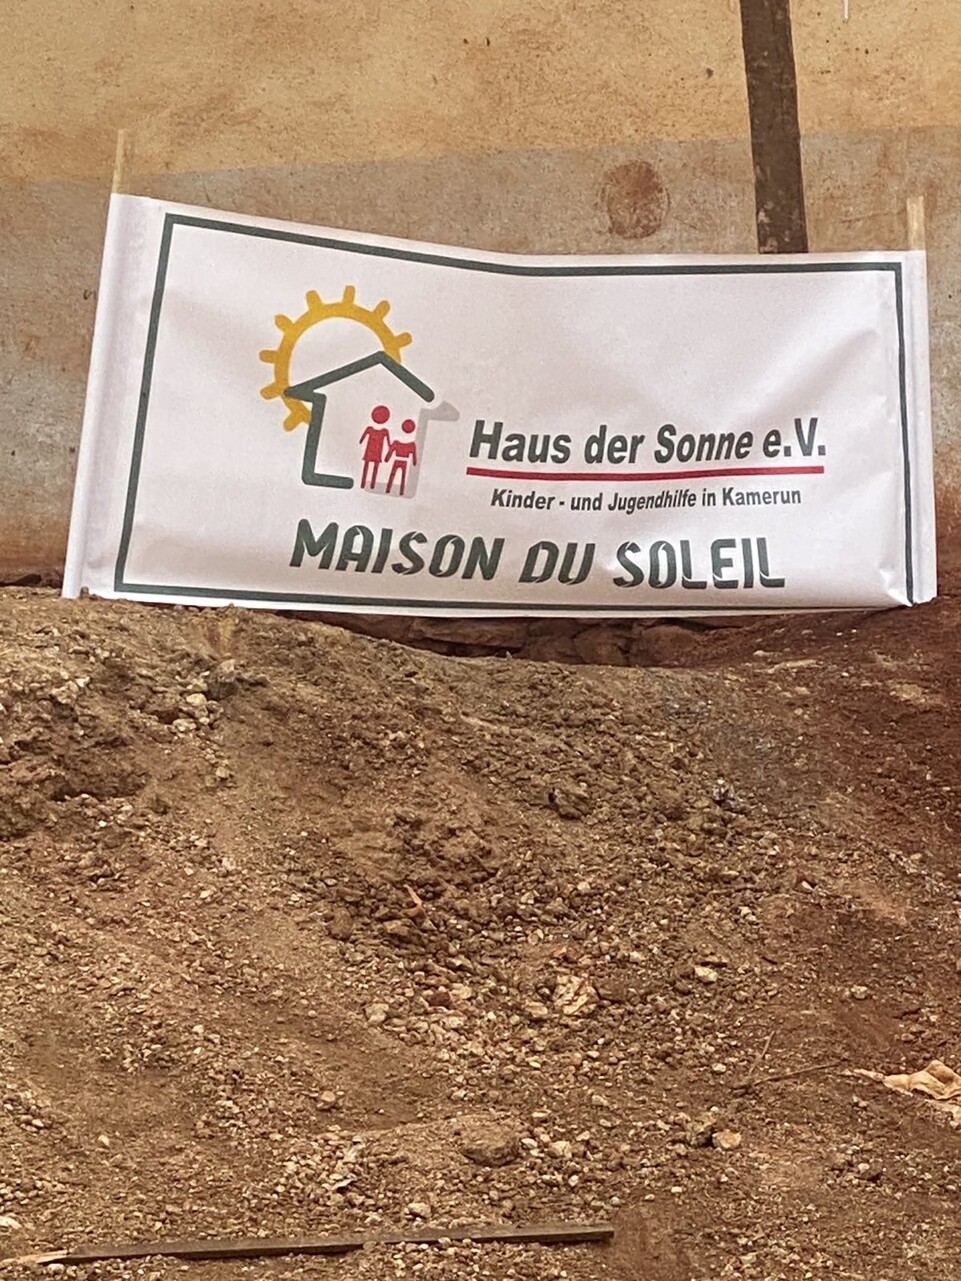 Haus der Sonne e.V.
Kinder - und Jugendhilfe in Kamerun
MAISON DU SOLEIL